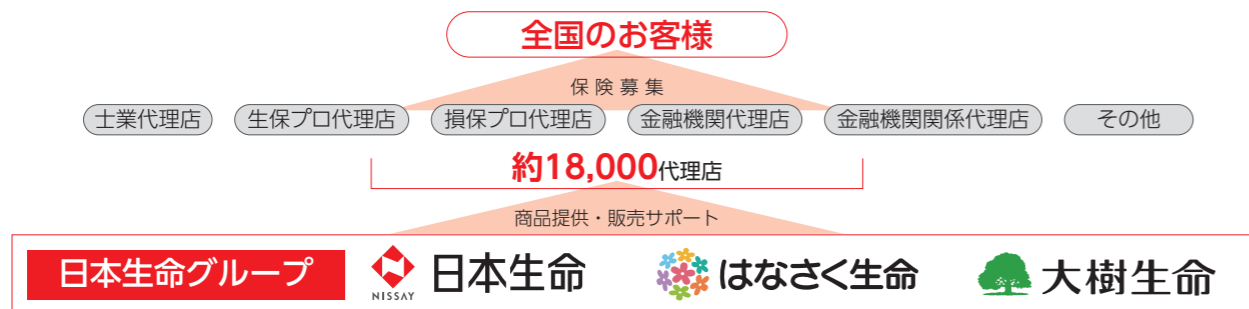 全国のお客様
保険募集
士業代理店 生保プロ代理店 損保プロ代理店 金融機関代理店 金融機関関係代理店 その他
約18,000代理店
商品提供・販売サポート
日本生命グループ NISSAY 日本生命 はなさく生命 大樹生命